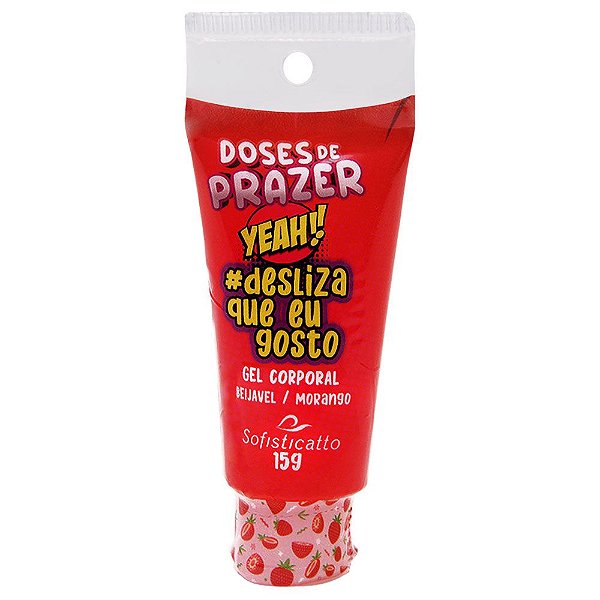 DOSES DE
PRAZER
YEAH!!
#desliza
que eu
gosto
GEL CORPORAL
BEIJAVEL / MORANGO
Sofisticatto
15g